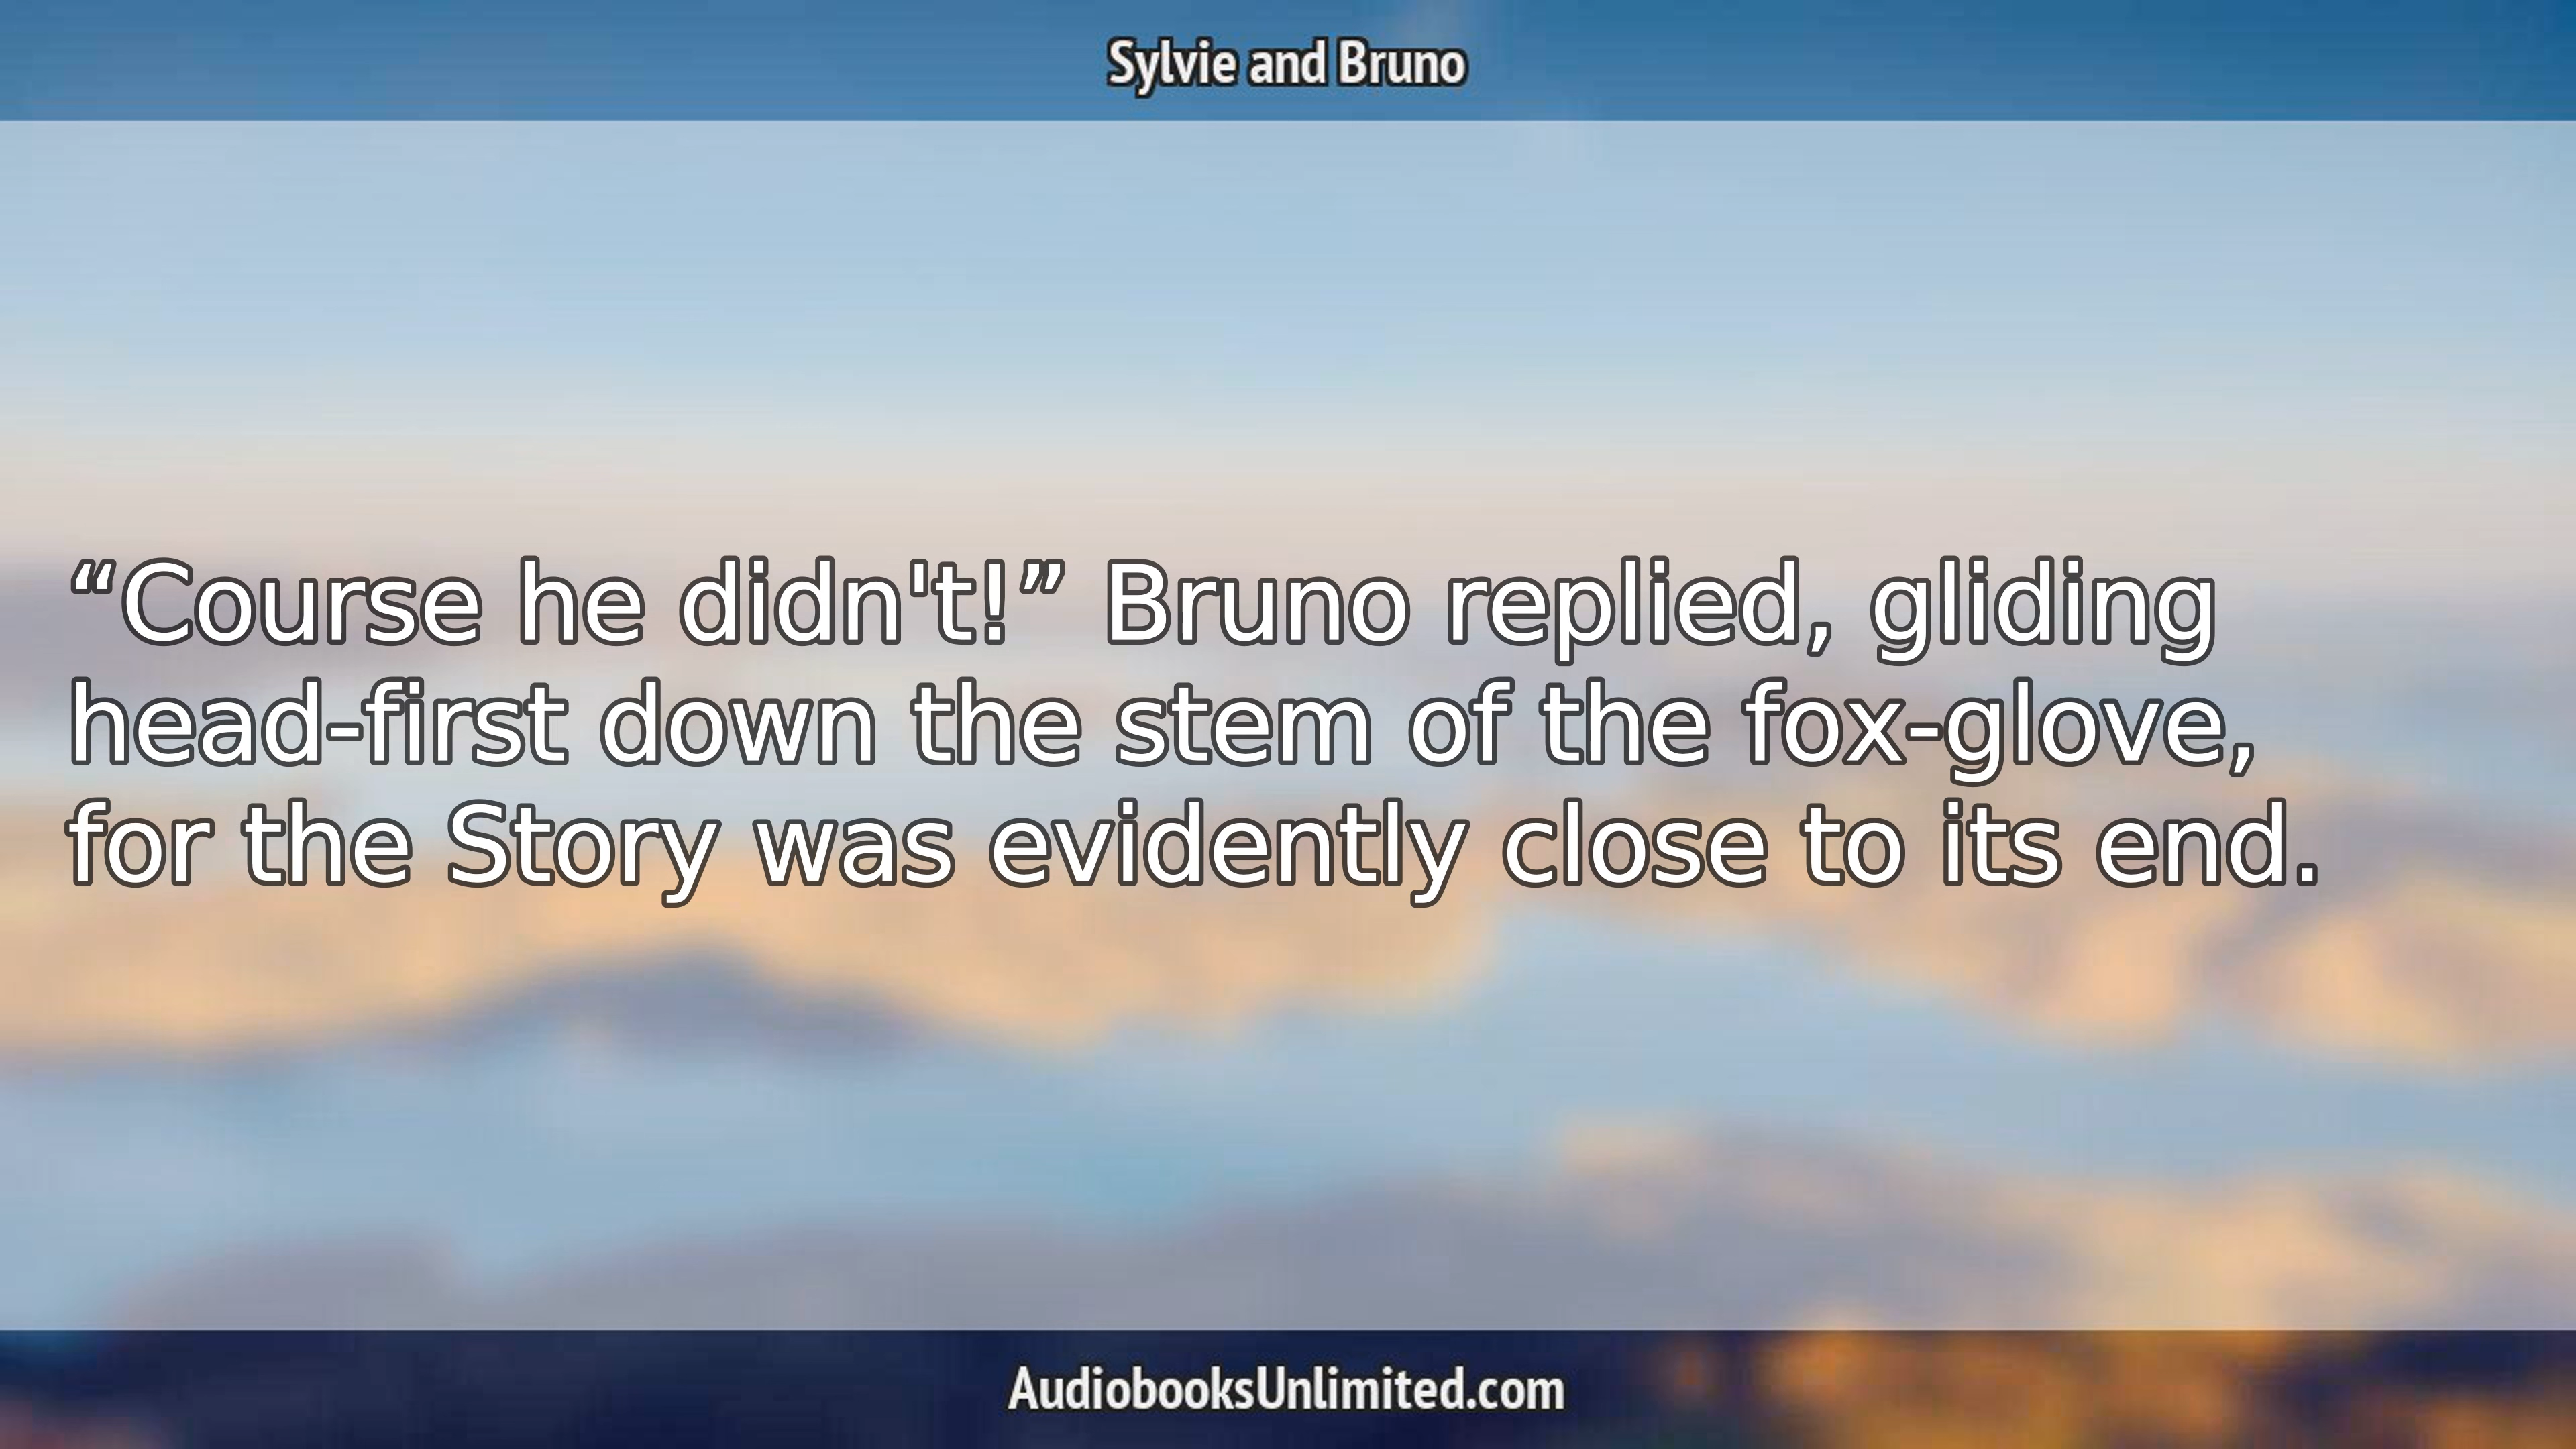 Sylvie and Bruno
“Course he didn't!” Bruno replied, gliding
head-first down the stem of the fox-glove,
for the Story was evidently close to its end.
AudiobooksUnlimited.com